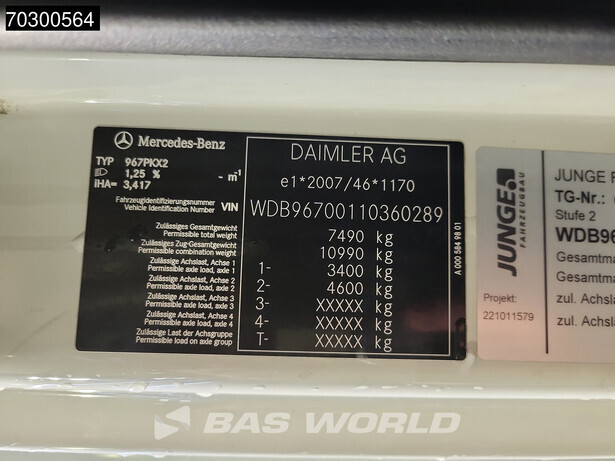 70300564
Mercedes-Benz
TYP 967PKX2
1,25 % - m-1
IHA= 3,417
Fahrzeugidentifizierungsnummer
Vehicle Identification Number VIN
Zulässiges Gesamtgewicht
Permissible total weight
Zulässiges Zug-Gesamtgewicht
Permissible combination weight
Zulässige Achslast, Achse 1
Permissible axle load, axle 1
Zulässige Achslast, Achse 2
Permissible axle load, axle 2
Zulässige Achslast, Achse 3
Permissible axle load, axle 3
Zulässige Achslast, Achse 4
Permissible axle load, axle 4
Zulässige Last der Achsgruppe
Permissible load on axle group
DAIMLER AG
e1*2007/46*1170
WDB96700110360289
7490 kg
10990 kg
1- 3400 kg
2- 4600 kg
3- XXXXX kg
4- XXXXX kg
T- XXXXX kg
A 000 584 98 01
JUNGE
FAHRZEUGBAU
Projekt:
221011579
JUNGE F
TG-Nr.:
Stufe 2
WDB96
Gesamtma
Gesamtma
zul. Achsla
zul. Achsla
BAS WORLD